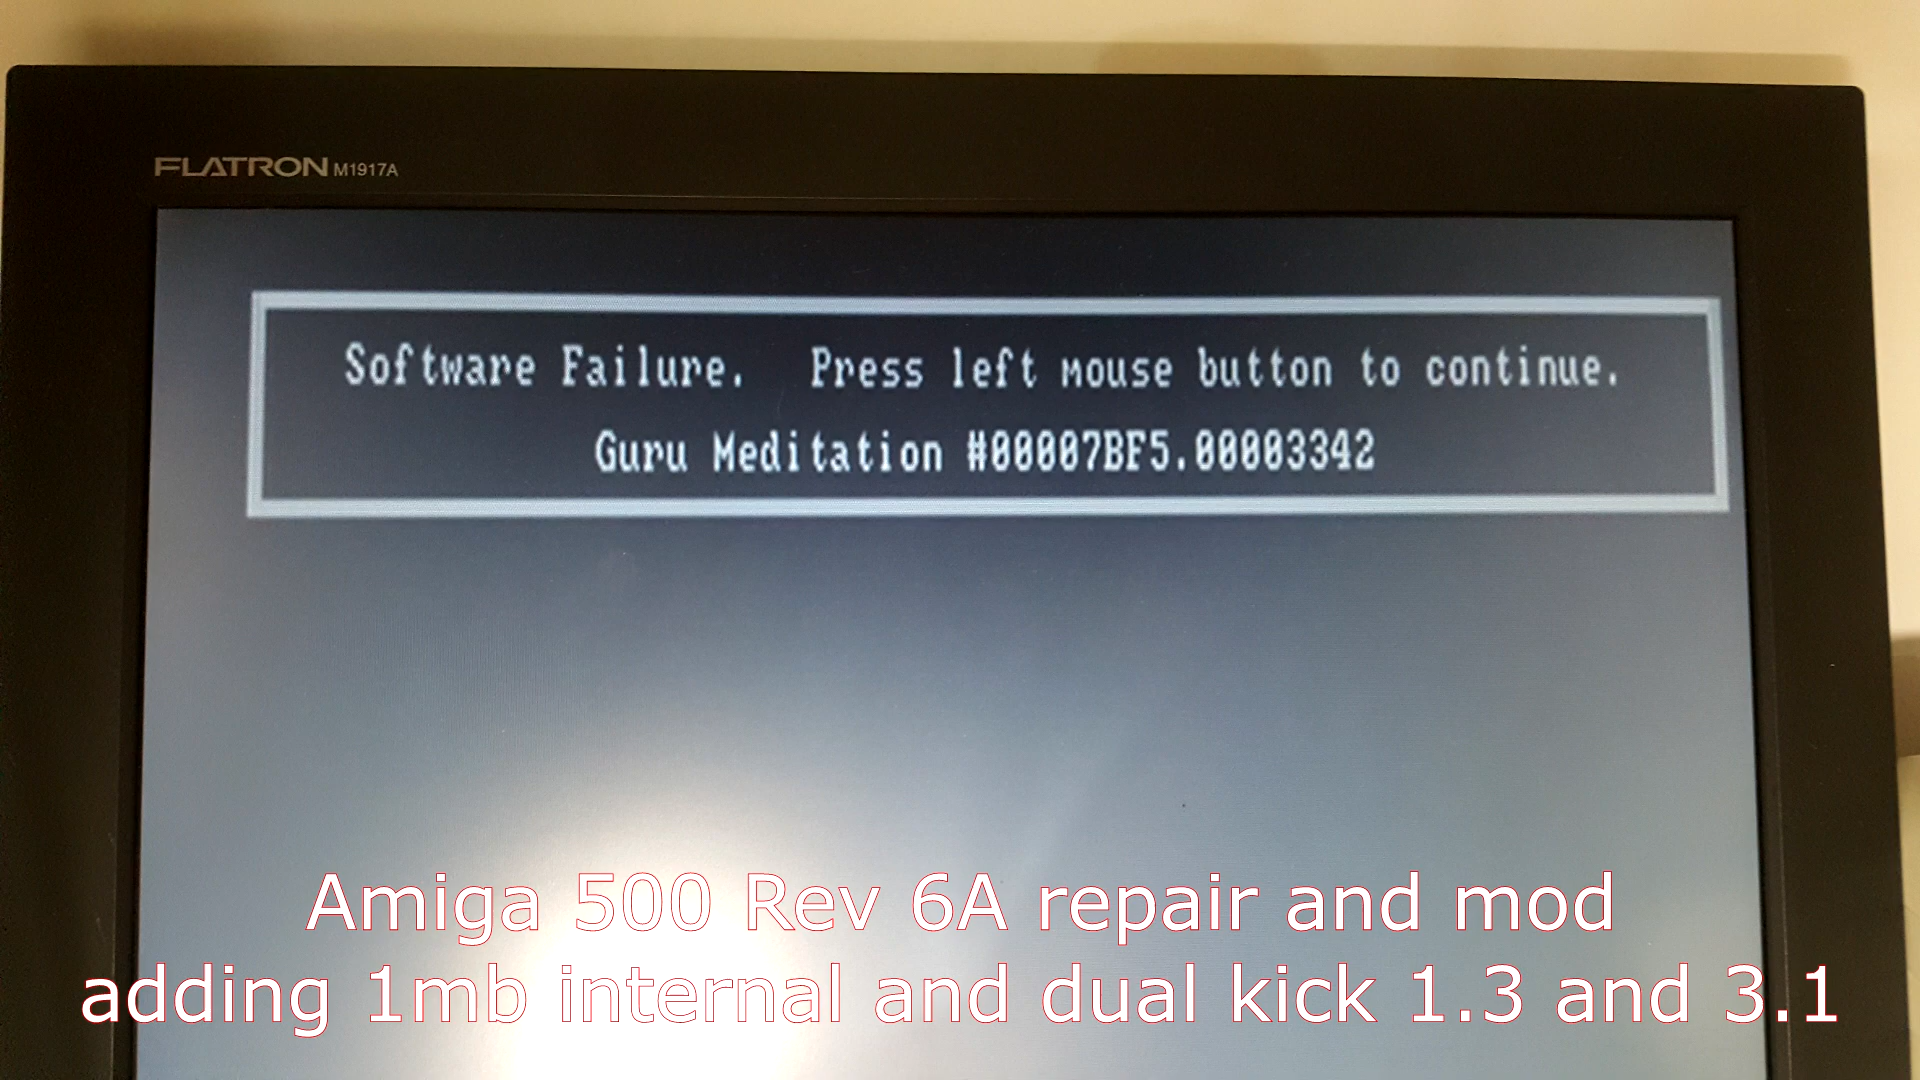 FLATRON M1917A
Software Failure. Press left mouse button to continue.
Guru Meditation #00007BF5.00003342
Amiga 500 Rev 6A repair and mod
adding 1mb internal and dual kick 1.3 and 3.1